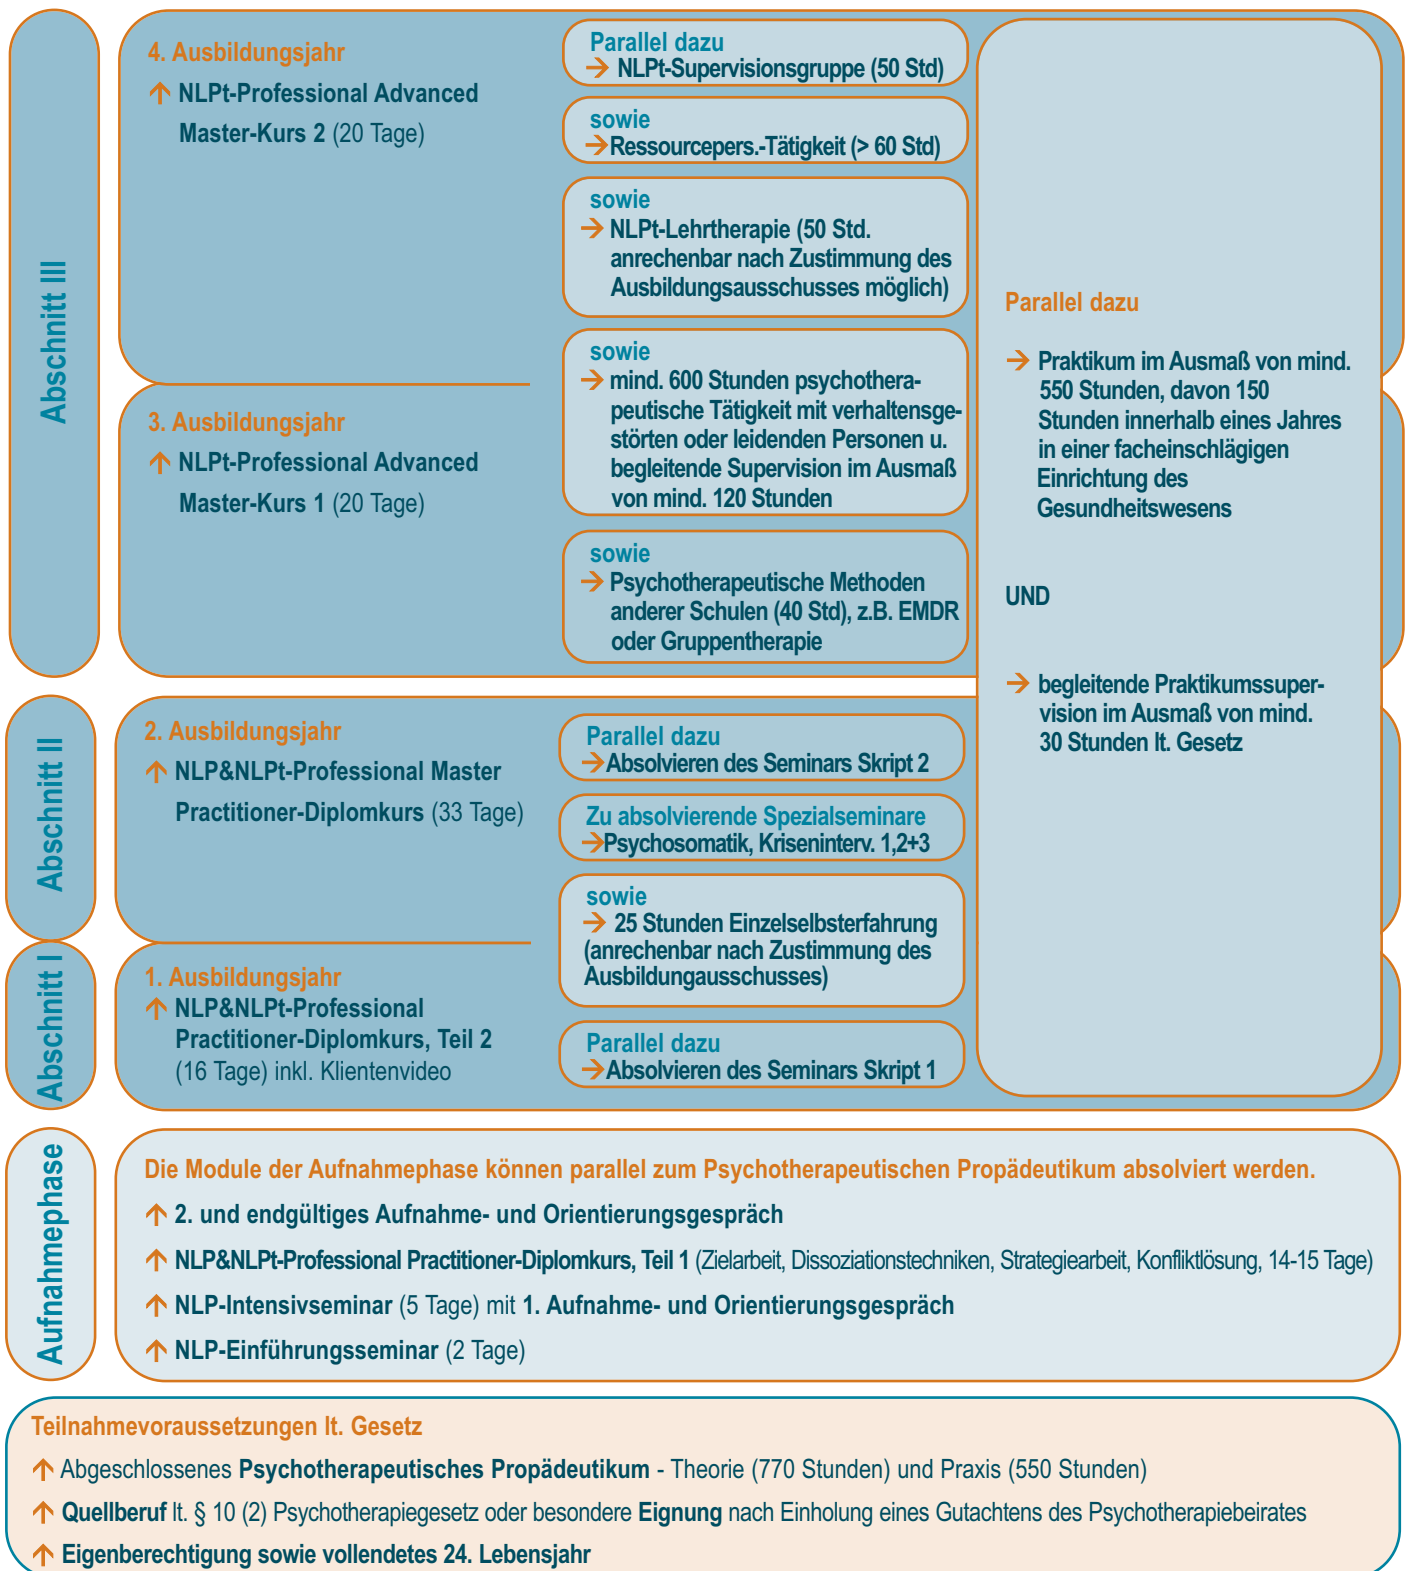 Abschnitt III
4. Ausbildungsjahr
↑ NLPt-Professional Advanced
Master-Kurs 2 (20 Tage)
3. Ausbildungsjahr
↑ NLPt-Professional Advanced
Master-Kurs 1 (20 Tage)
Parallel dazu
→ NLPt-Supervisionsgruppe (50 Std)
sowie
→ Ressourcepers.-Tätigkeit (> 60 Std)
sowie
→ NLPt-Lehrtherapie (50 Std.
anrechenbar nach Zustimmung des
Ausbildungsausschusses möglich)
sowie
→ mind. 600 Stunden psychothera-
peutische Tätigkeit mit verhaltensge-
störten oder leidenden Personen u.
begleitende Supervision im Ausmaß
von mind. 120 Stunden
sowie
→ Psychotherapeutische Methoden
anderer Schulen (40 Std), z.B. EMDR
oder Gruppentherapie
Parallel dazu
→ Praktikum im Ausmaß von mind.
550 Stunden, davon 150
Stunden innerhalb eines Jahres
in einer facheinschlägigen
Einrichtung des
Gesundheitswesens
UND
→ begleitende Praktikumssuper-
vision im Ausmaß von mind.
30 Stunden lt. Gesetz
Abschnitt II
2. Ausbildungsjahr
↑ NLP&NLPt-Professional Master
Practitioner-Diplomkurs (33 Tage)
Parallel dazu
→ Absolvieren des Seminars Skript 2
Zu absolvierende Spezialseminare
→ Psychosomatik, Kriseninterv. 1,2+3
sowie
→ 25 Stunden Einzelselbsterfahrung
(anrechenbar nach Zustimmung des
Ausbildungausschusses)
Abschnitt I
1. Ausbildungsjahr
↑ NLP&NLPt-Professional
Practitioner-Diplomkurs, Teil 2
(16 Tage) inkl. Klientenvideo
Parallel dazu
→ Absolvieren des Seminars Skript 1
Aufnahmephase
Die Module der Aufnahmephase können parallel zum Psychotherapeutischen Propädeutikum absolviert werden.
↑ 2. und endgültiges Aufnahme- und Orientierungsgespräch
↑ NLP&NLPt-Professional Practitioner-Diplomkurs, Teil 1 (Zielarbeit, Dissoziationstechniken, Strategiearbeit, Konfliktlösung, 14-15 Tage)
↑ NLP-Intensivseminar (5 Tage) mit 1. Aufnahme- und Orientierungsgespräch
↑ NLP-Einführungsseminar (2 Tage)
Teilnahmevoraussetzungen lt. Gesetz
↑ Abgeschlossenes Psychotherapeutisches Propädeutikum - Theorie (770 Stunden) und Praxis (550 Stunden)
↑ Quellberuf lt. § 10 (2) Psychotherapiegesetz oder besondere Eignung nach Einholung eines Gutachtens des Psychotherapiebeirates
↑ Eigenberechtigung sowie vollendetes 24. Lebensjahr